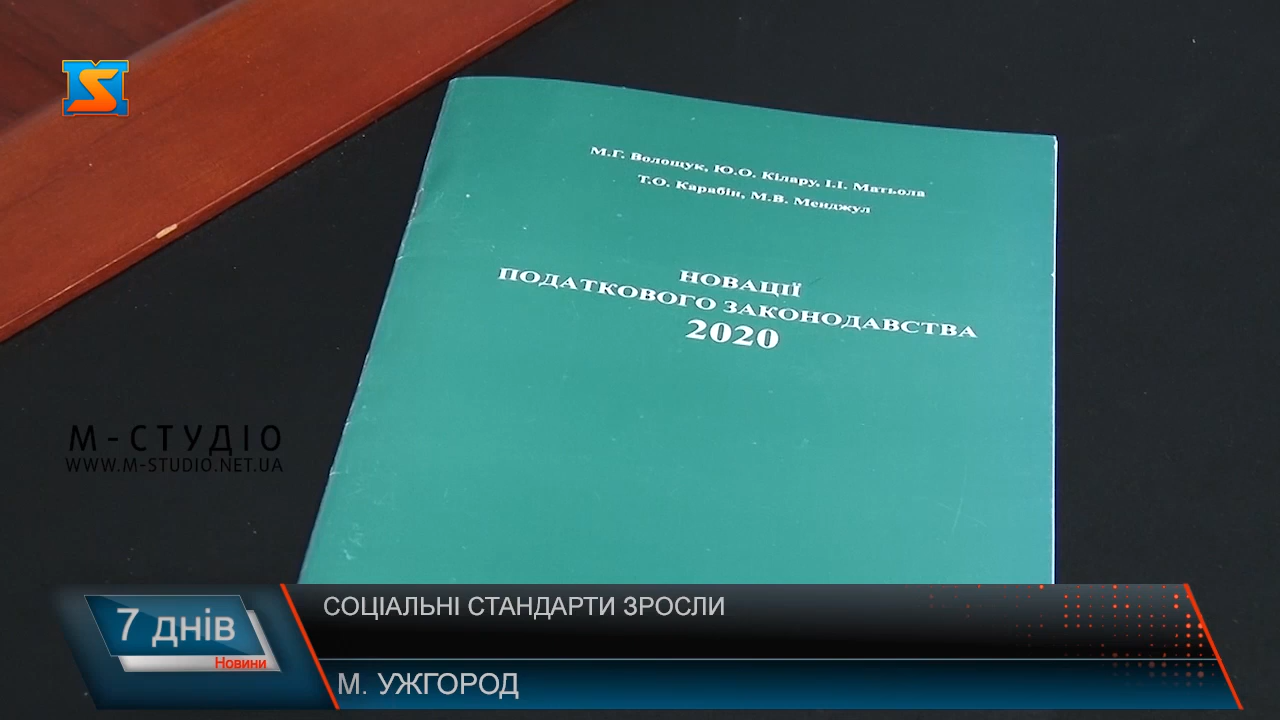 М.Г. Волощук, Ю.О. Кілару, І.І. Матьола
Т.О. Карабін, М.В. Менджул
НОВАЦІЇ
ПОДАТКОВОГО ЗАКОНОДАВСТВА
2020
М-СТУДІО
WWW.M-STUDIO.NET.UA
7 днів
Новини
СОЦІАЛЬНІ СТАНДАРТИ ЗРОСЛИ
М. УЖГОРОД